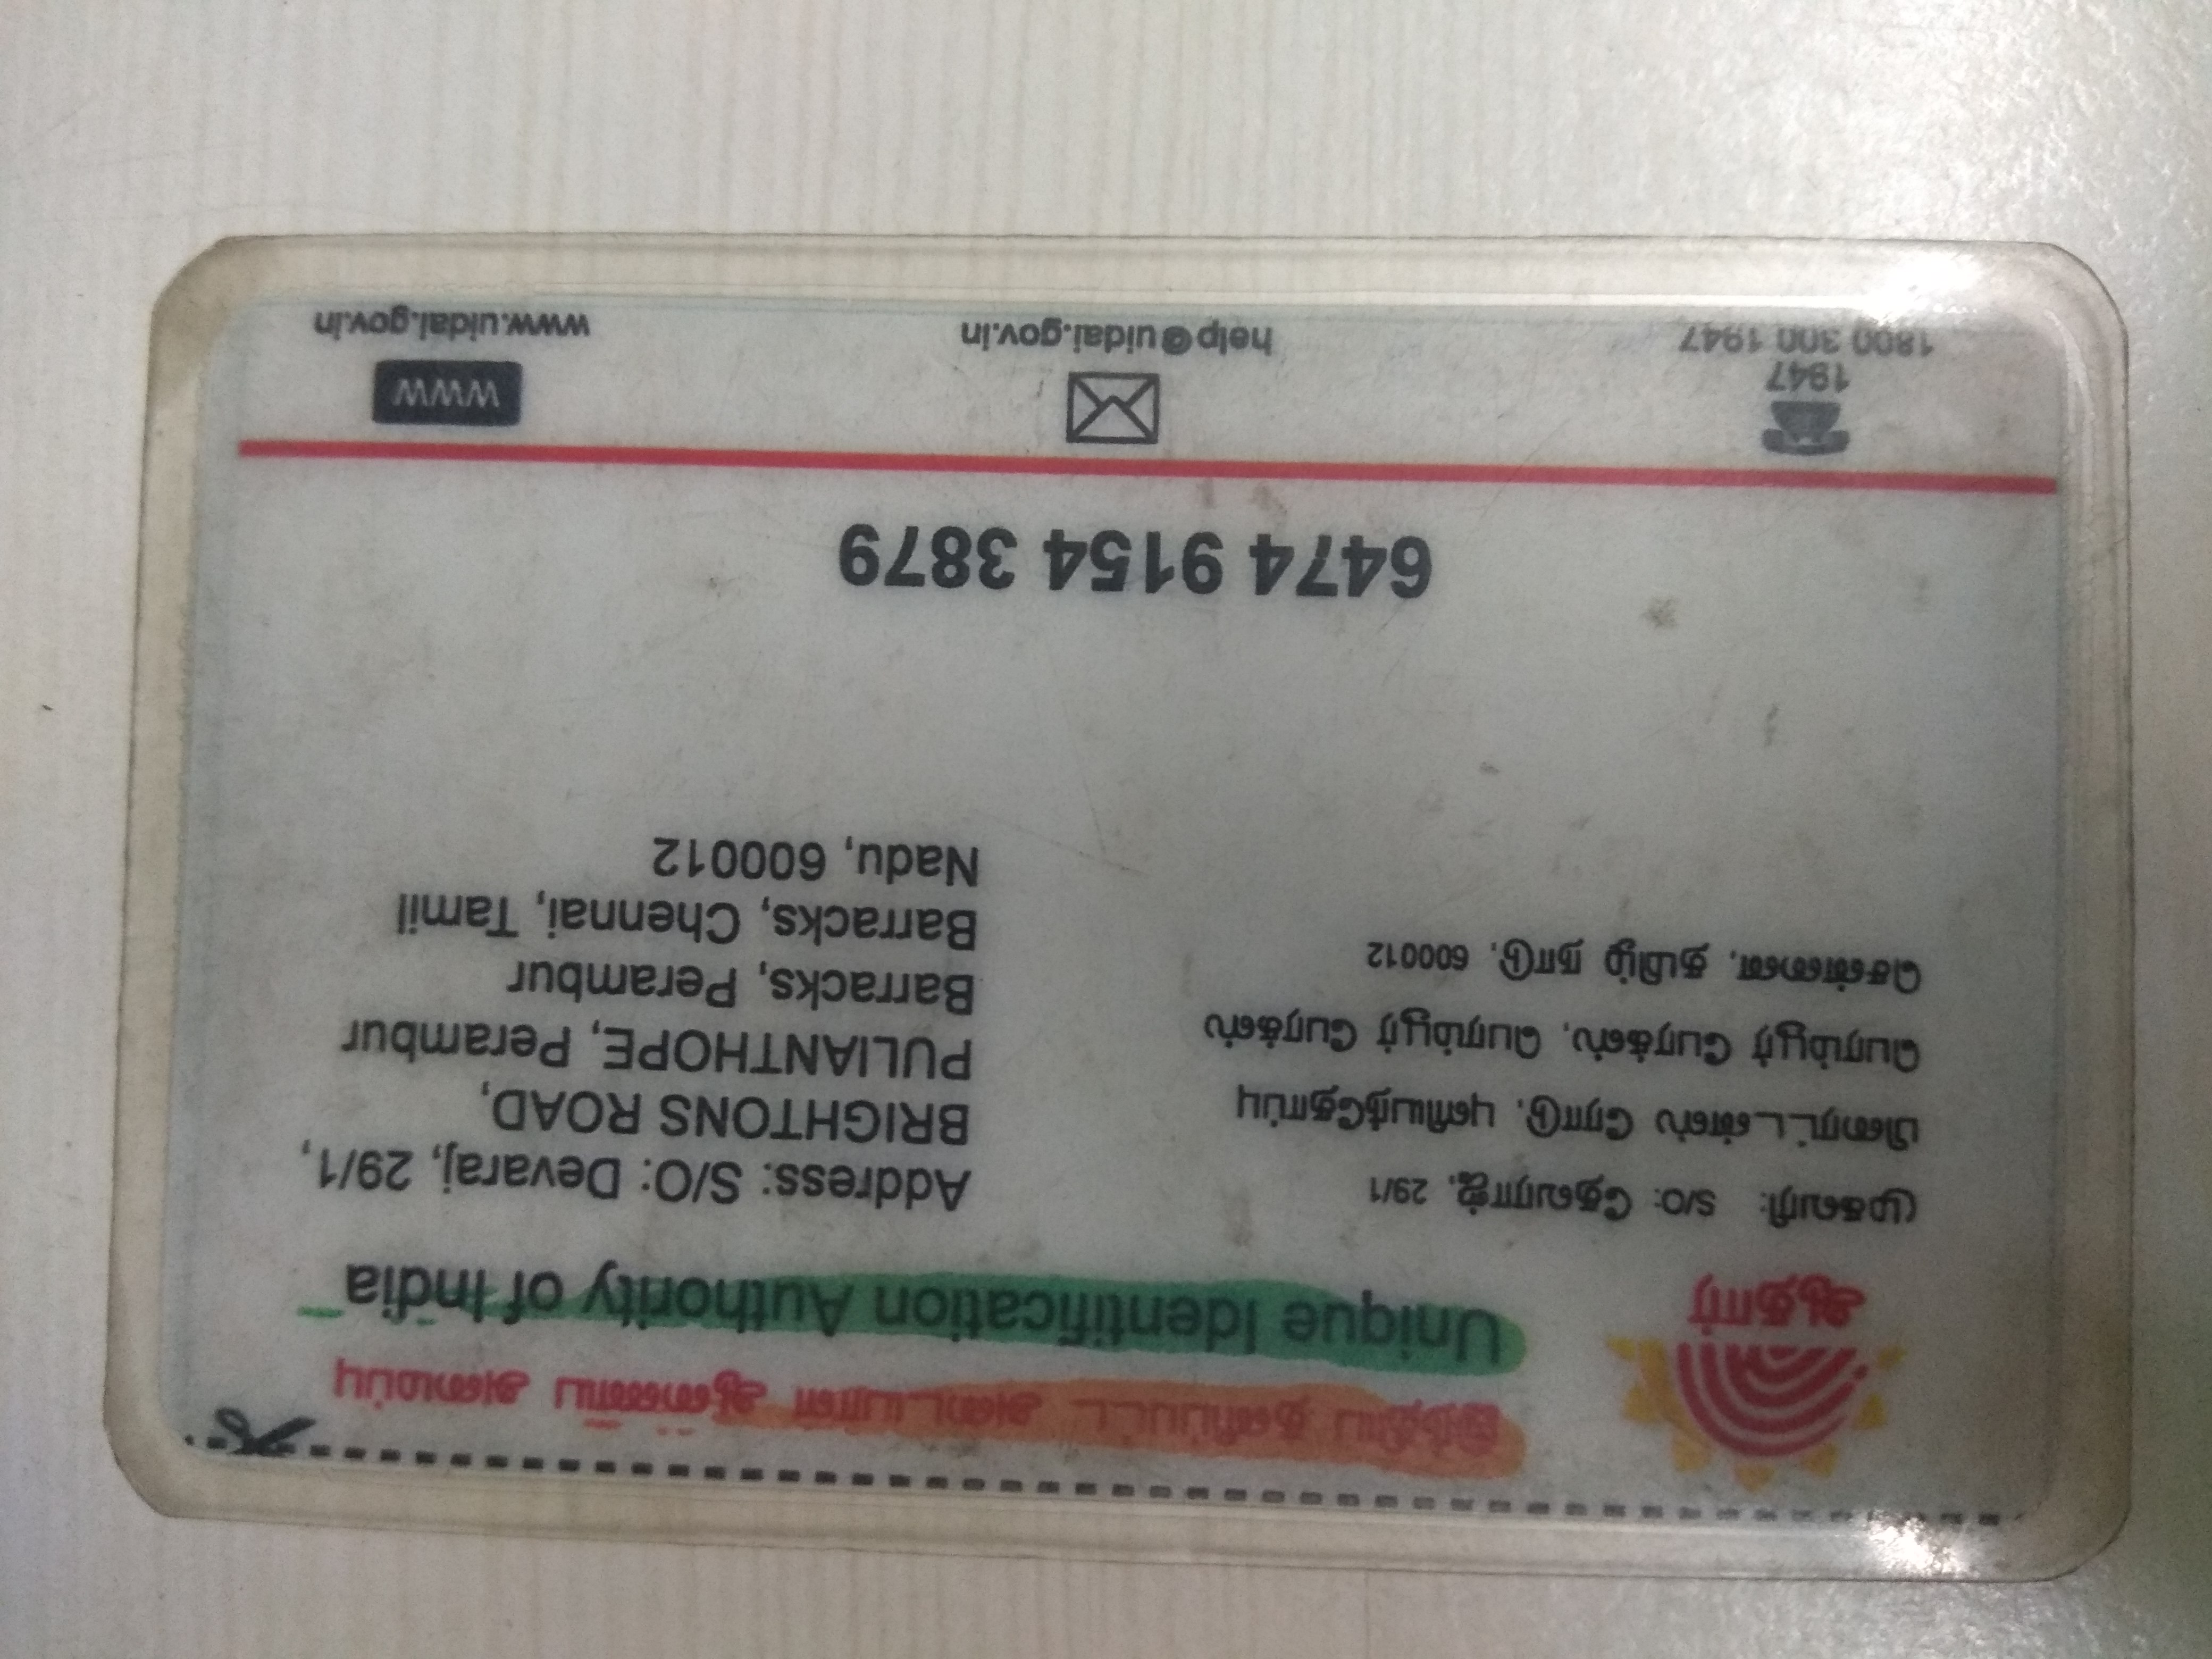 இந்திய தனிப்பட்ட அடையாள ஆணைய அமைப்பு
Unique Identification Authority of India
ஆதார்
முகவரி: S/O: தேவராஜ், 29/1
பிரைட்டன்ஸ் ரோடு, புளியந்தோப்பு
பெரம்பூர் பேரக்ஸ், பெரம்பூர் பேரக்ஸ்
சென்னை, தமிழ் நாடு, 600012
Address: S/O: Devaraj, 29/1,
BRIGHTONS ROAD,
PULIANTHOPE, Perambur
Barracks, Perambur
Barracks, Chennai, Tamil
Nadu, 600012
6474 9154 3879
1947
1800 300 1947
help@uidai.gov.in
WWW
www.uidai.gov.in